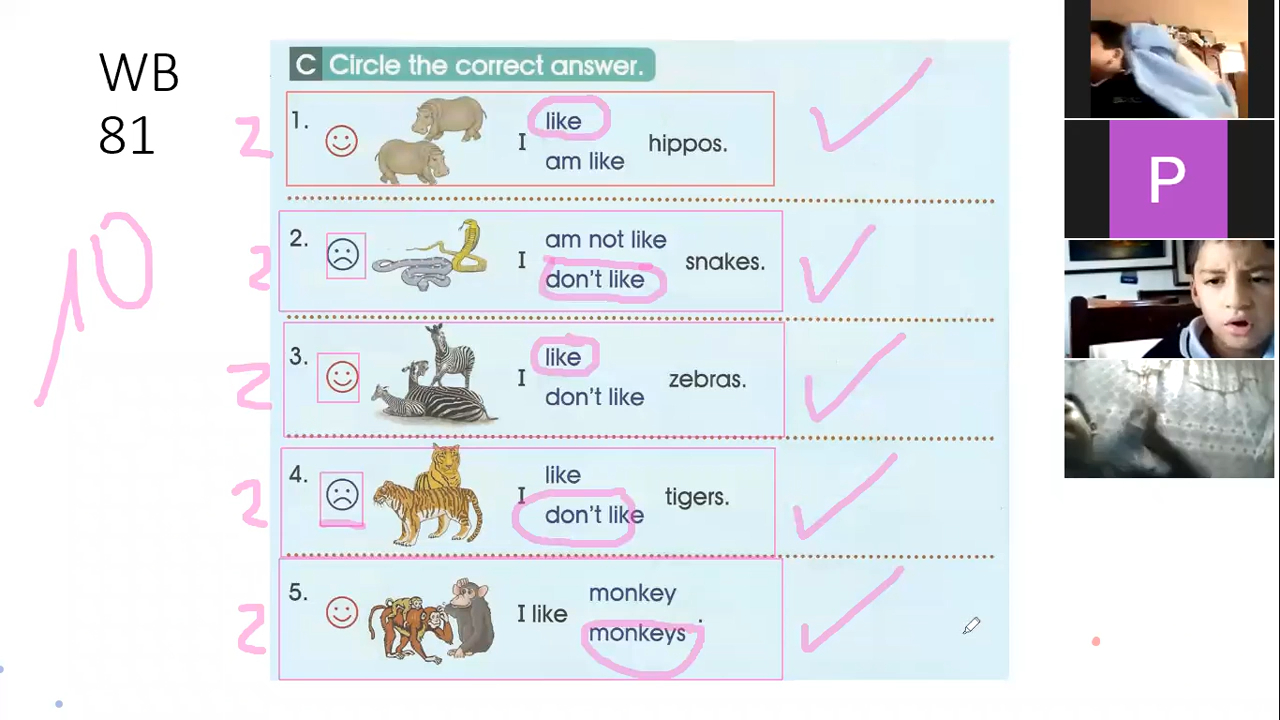 WB
81
10
C Circle the correct answer.
2 1. I like hippos.
am like
2 2. I am not like snakes.
don't like
2 3. I like zebras.
don't like
2 4. I like tigers.
don't like
2 5. I like monkey .
monkeys
P